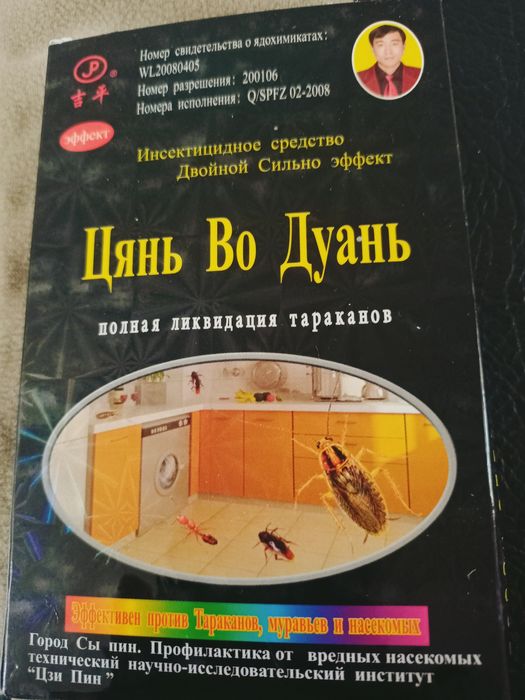 Номер свидетельства о ядохимикатах:
WL20080405
Номер разрешения: 200106
Номера исполнения: Q/SPFZ 02-2008
JP
®
吉平
эффект
Инсектицидное средство
Двойной Сильно эффект
Цянь Во Дуань
полная ликвидация тараканов
Эффективен против Тараканов, муравьев и насекомых
Город Сы пин. Профилактика от вредных насекомых
технический научно-исследовательский институт
“Цзи Пин”